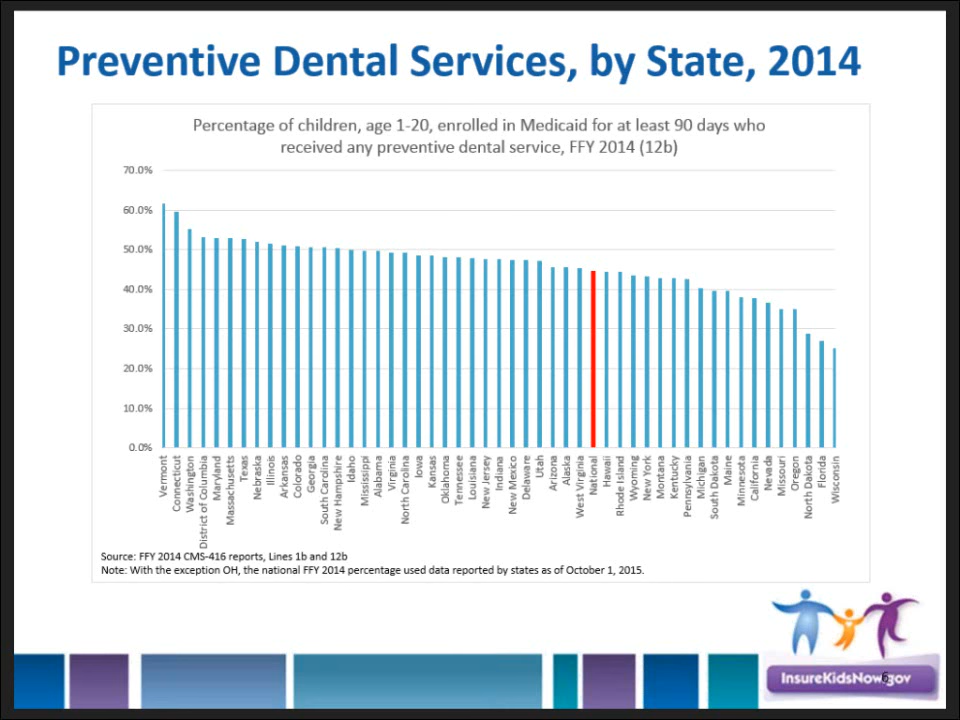 Preventive Dental Services, by State, 2014
Percentage of children, age 1-20, enrolled in Medicaid for at least 90 days who
received any preventive dental service, FFY 2014 (12b)
70.0%
60.0%
50.0%
40.0%
30.0%
20.0%
10.0%
0.0%
Vermont
Connecticut
Washington
District of Columbia
Maryland
Massachusetts
Texas
Nebraska
Illinois
Arkansas
Colorado
Georgia
South Carolina
New Hampshire
Idaho
Mississippi
Alabama
Virginia
North Carolina
Iowa
Kansas
Oklahoma
Tennessee
Louisiana
New Jersey
Indiana
New Mexico
Delaware
Utah
Arizona
Alaska
West Virginia
National
Hawaii
Rhode Island
Wyoming
New York
Montana
Kentucky
Pennsylvania
Michigan
South Dakota
Maine
Minnesota
California
Nevada
Missouri
Oregon
North Dakota
Florida
Wisconsin
Source: FFY 2014 CMS-416 reports, Lines 1b and 12b
Note: With the exception OH, the national FFY 2014 percentage used data reported by states as of October 1, 2015.
InsureKidsNow.gov
6